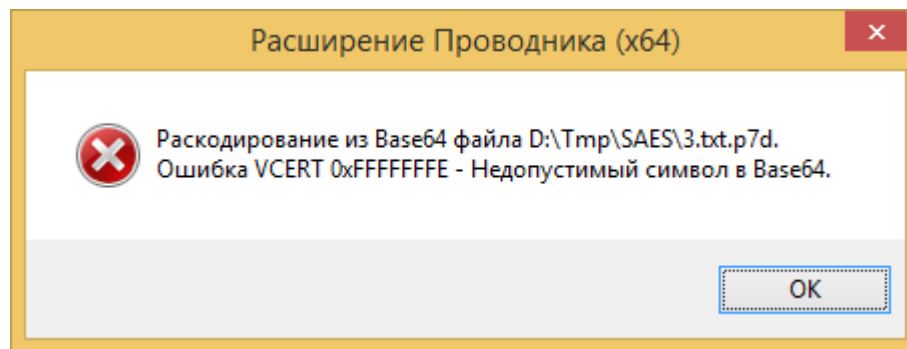 Расширение Проводника (x64)
Раскодирование из Base64 файла D:\Tmp\SAES\3.txt.p7d.
Ошибка VCERT 0xFFFFFFFE - Недопустимый символ в Base64.
OK